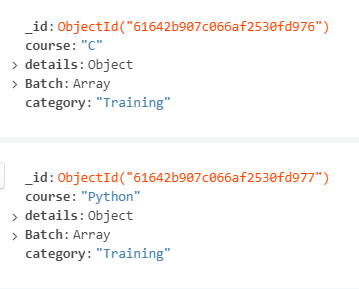 _id: ObjectId("61642b907c066af2530fd976")
course: "C"
> details: Object
> Batch: Array
category: "Training"
_id: ObjectId("61642b907c066af2530fd977")
course: "Python"
> details: Object
> Batch: Array
category: "Training"